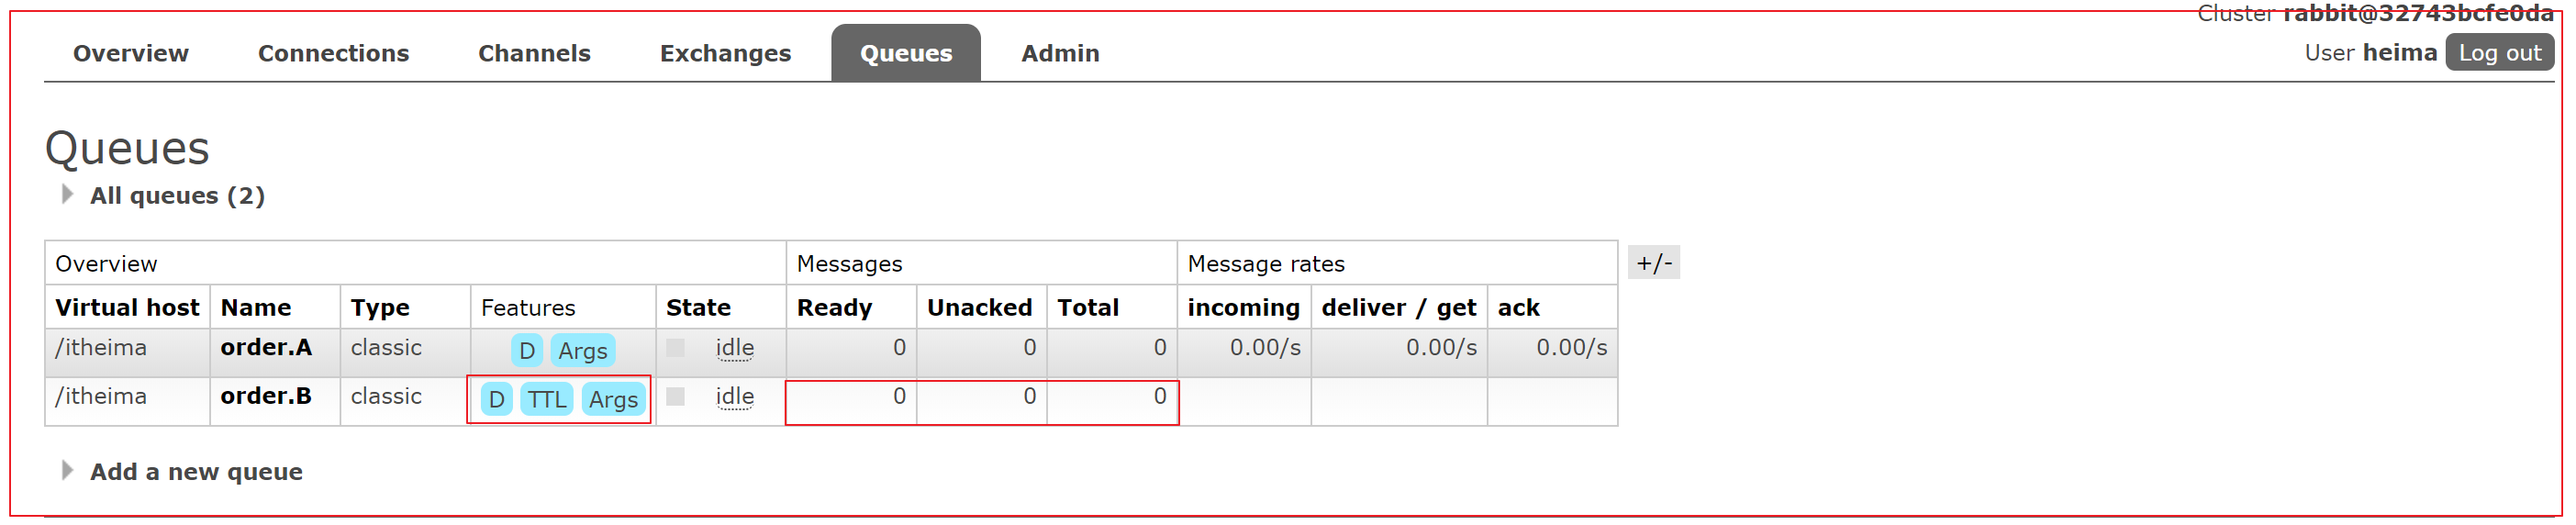 Cluster rabbit@32743bcfe0da
Overview Connections Channels Exchanges Queues Admin
User heima Log out
Queues
All queues (2)
Overview Messages Message rates +/-
Virtual host Name Type Features State Ready Unacked Total incoming deliver / get ack
/itheima order.A classic D Args idle 0 0 0 0.00/s 0.00/s 0.00/s
/itheima order.B classic D TTL Args idle 0 0 0
Add a new queue